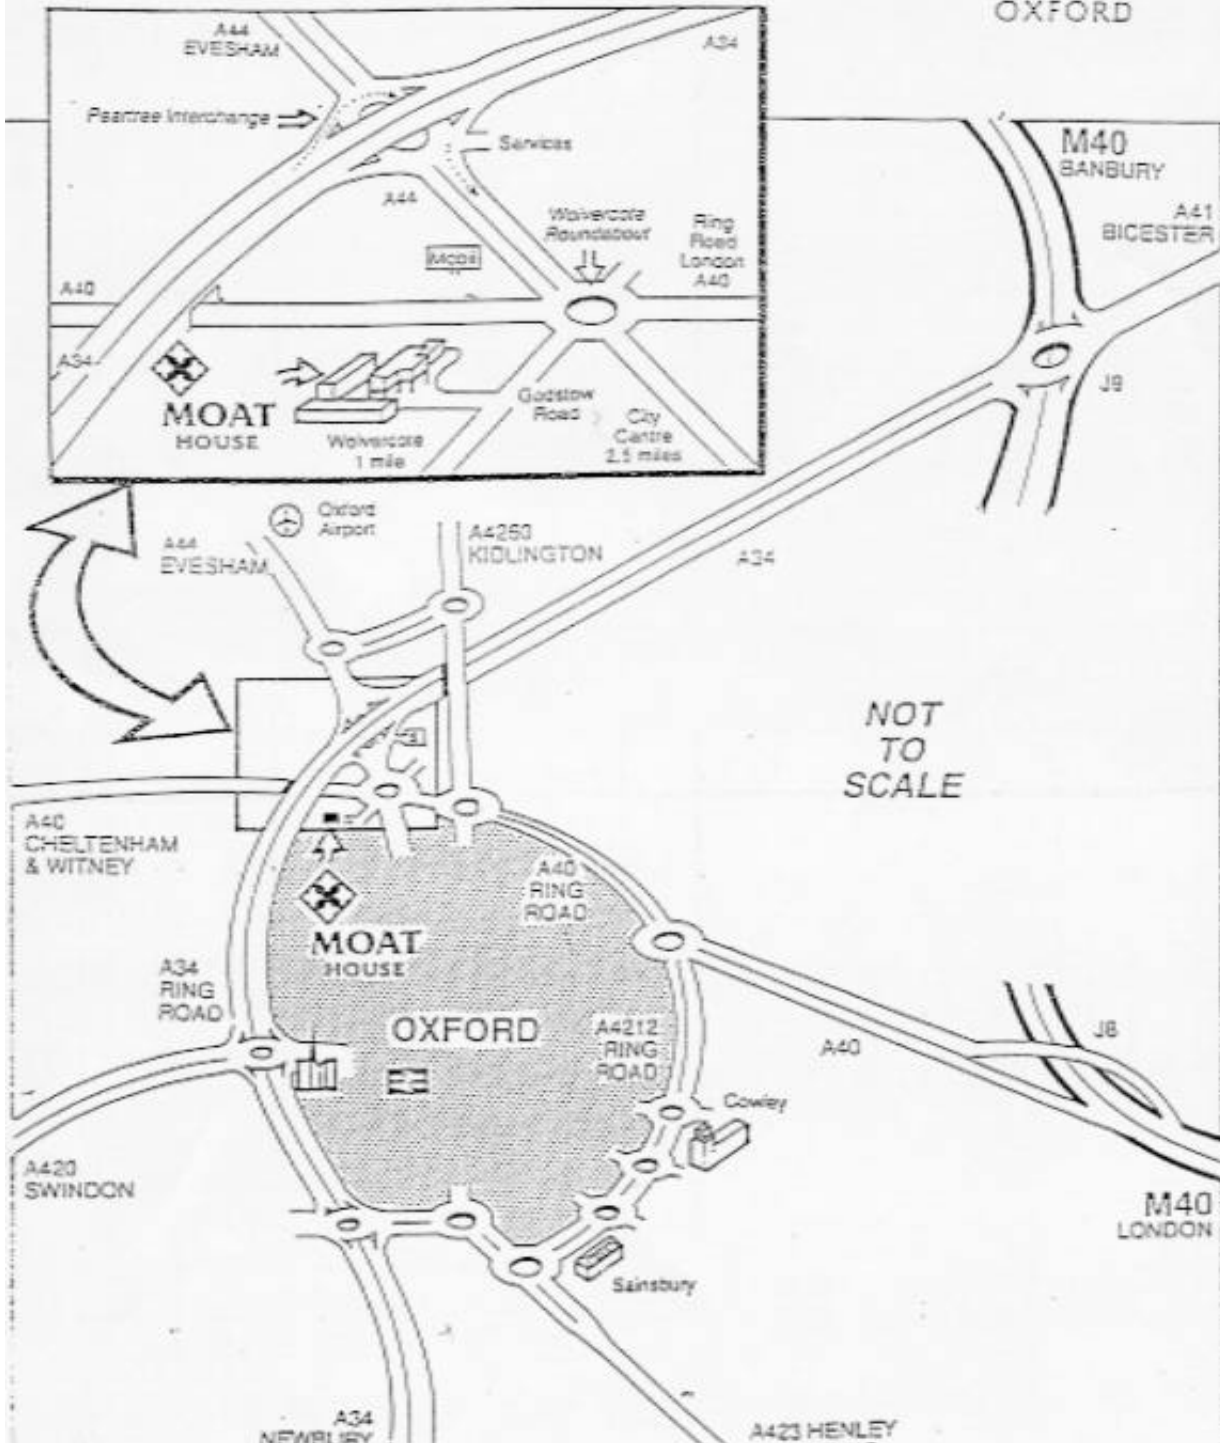 OXFORD
A44
EVESHAM
A34
Peartree Interchange
Services
A44
Wolvercote
Roundabout
Ring
Road
London
A40
A40
A34
MOAT
HOUSE
Wolvercote
1 mile
Godstow
Road
City
Centre
2.5 miles
M40
BANBURY
A41
BICESTER
J9
Oxford
Airport
A44
EVESHAM
A4260
KIDLINGTON
A34
NOT
TO
SCALE
A40
CHELTENHAM
& WITNEY
A40
RING
ROAD
MOAT
HOUSE
A34
RING
ROAD
OXFORD
A4212
RING
ROAD
A40
J8
Cowley
A420
SWINDON
M40
LONDON
Sainsbury
A34
NEWBURY
A423 HENLEY